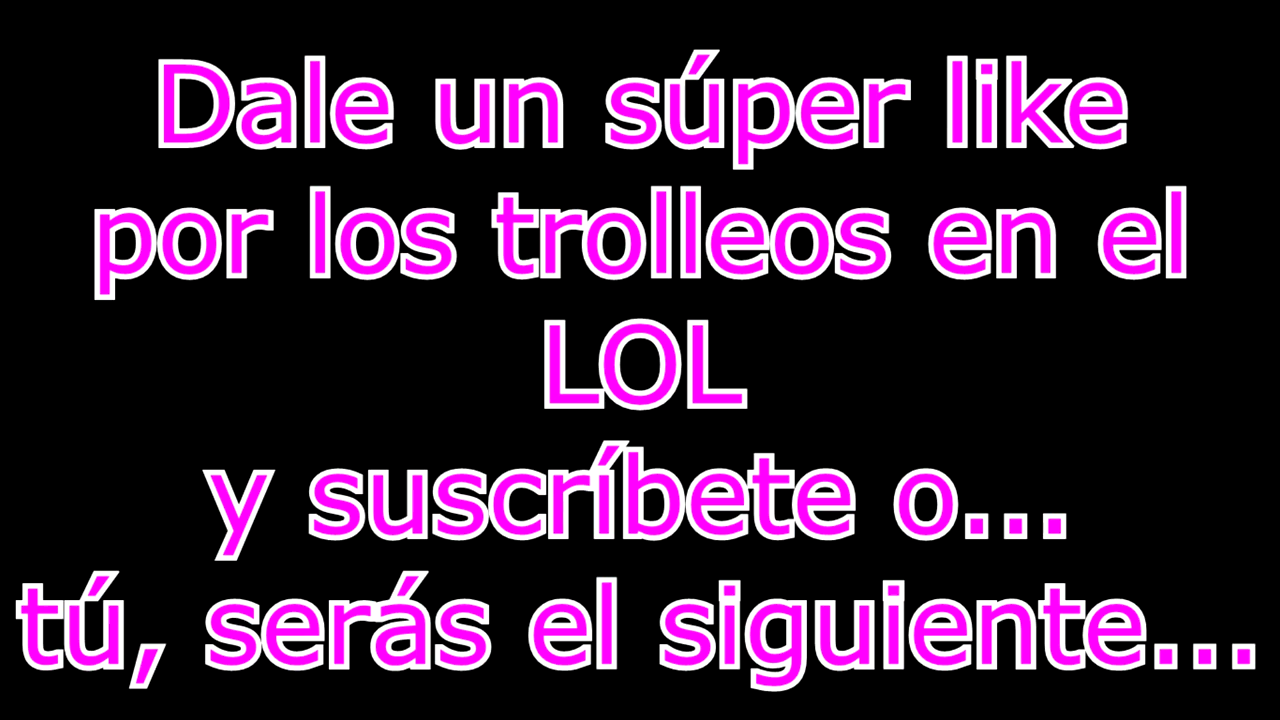 Dale un súper like
por los trolleos en el
LOL
y suscríbete o...
tú, serás el siguiente...